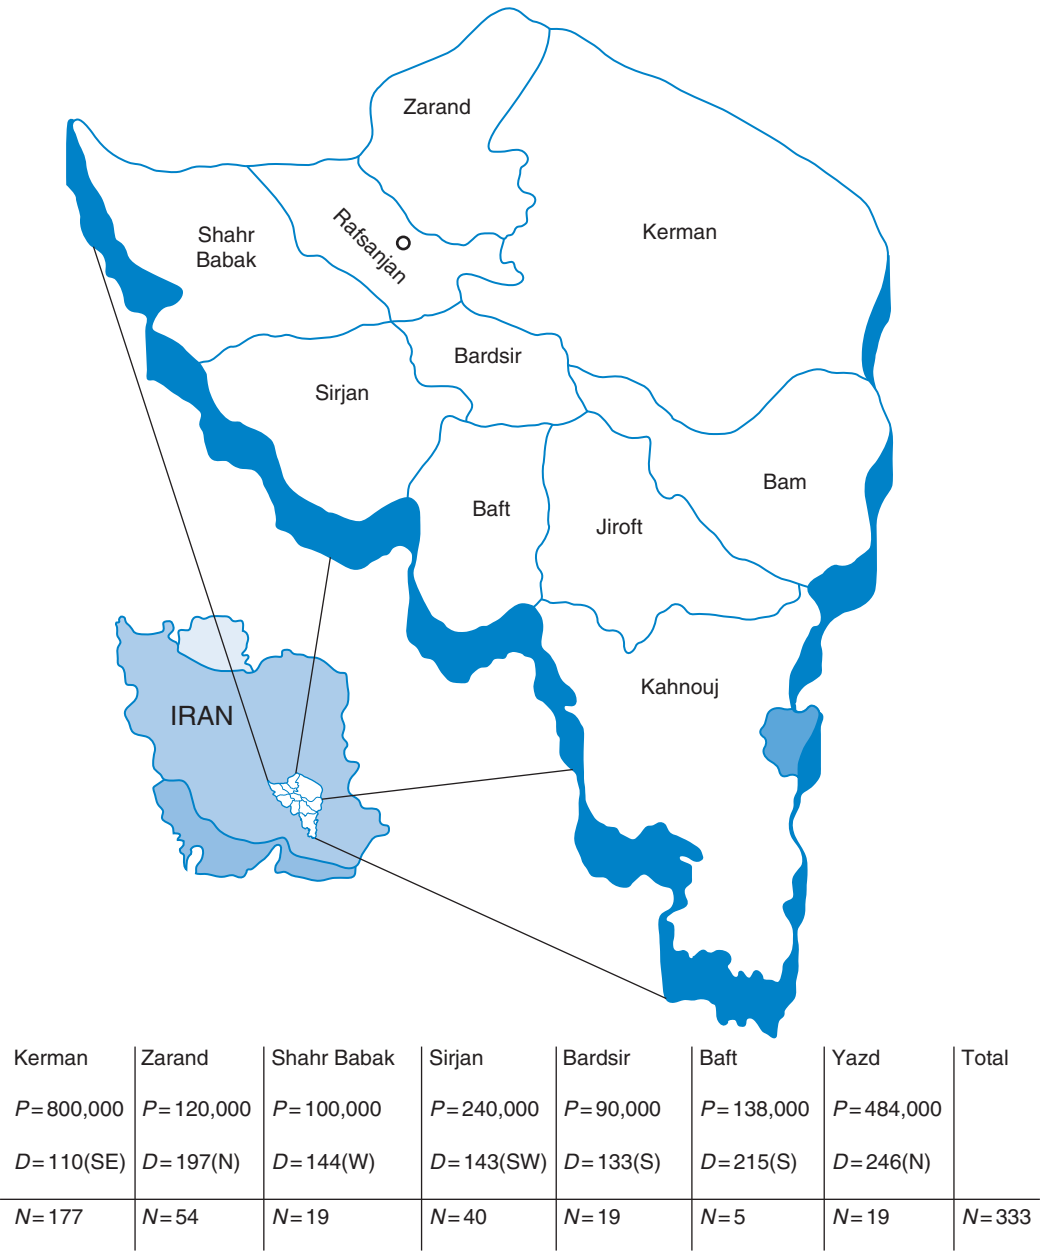 Zarand
Kerman
Shahr
Babak
Rafsanjan
Bardsir
Sirjan
Bam
Baft
Jiroft
Kahnouj
IRAN
Kerman Zarand Shahr Babak Sirjan Bardsir Baft Yazd Total
P=800,000 P=120,000 P=100,000 P=240,000 P=90,000 P=138,000 P=484,000
D=110(SE) D=197(N) D=144(W) D=143(SW) D=133(S) D=215(S) D=246(N)
N=177 N=54 N=19 N=40 N=19 N=5 N=19 N=333